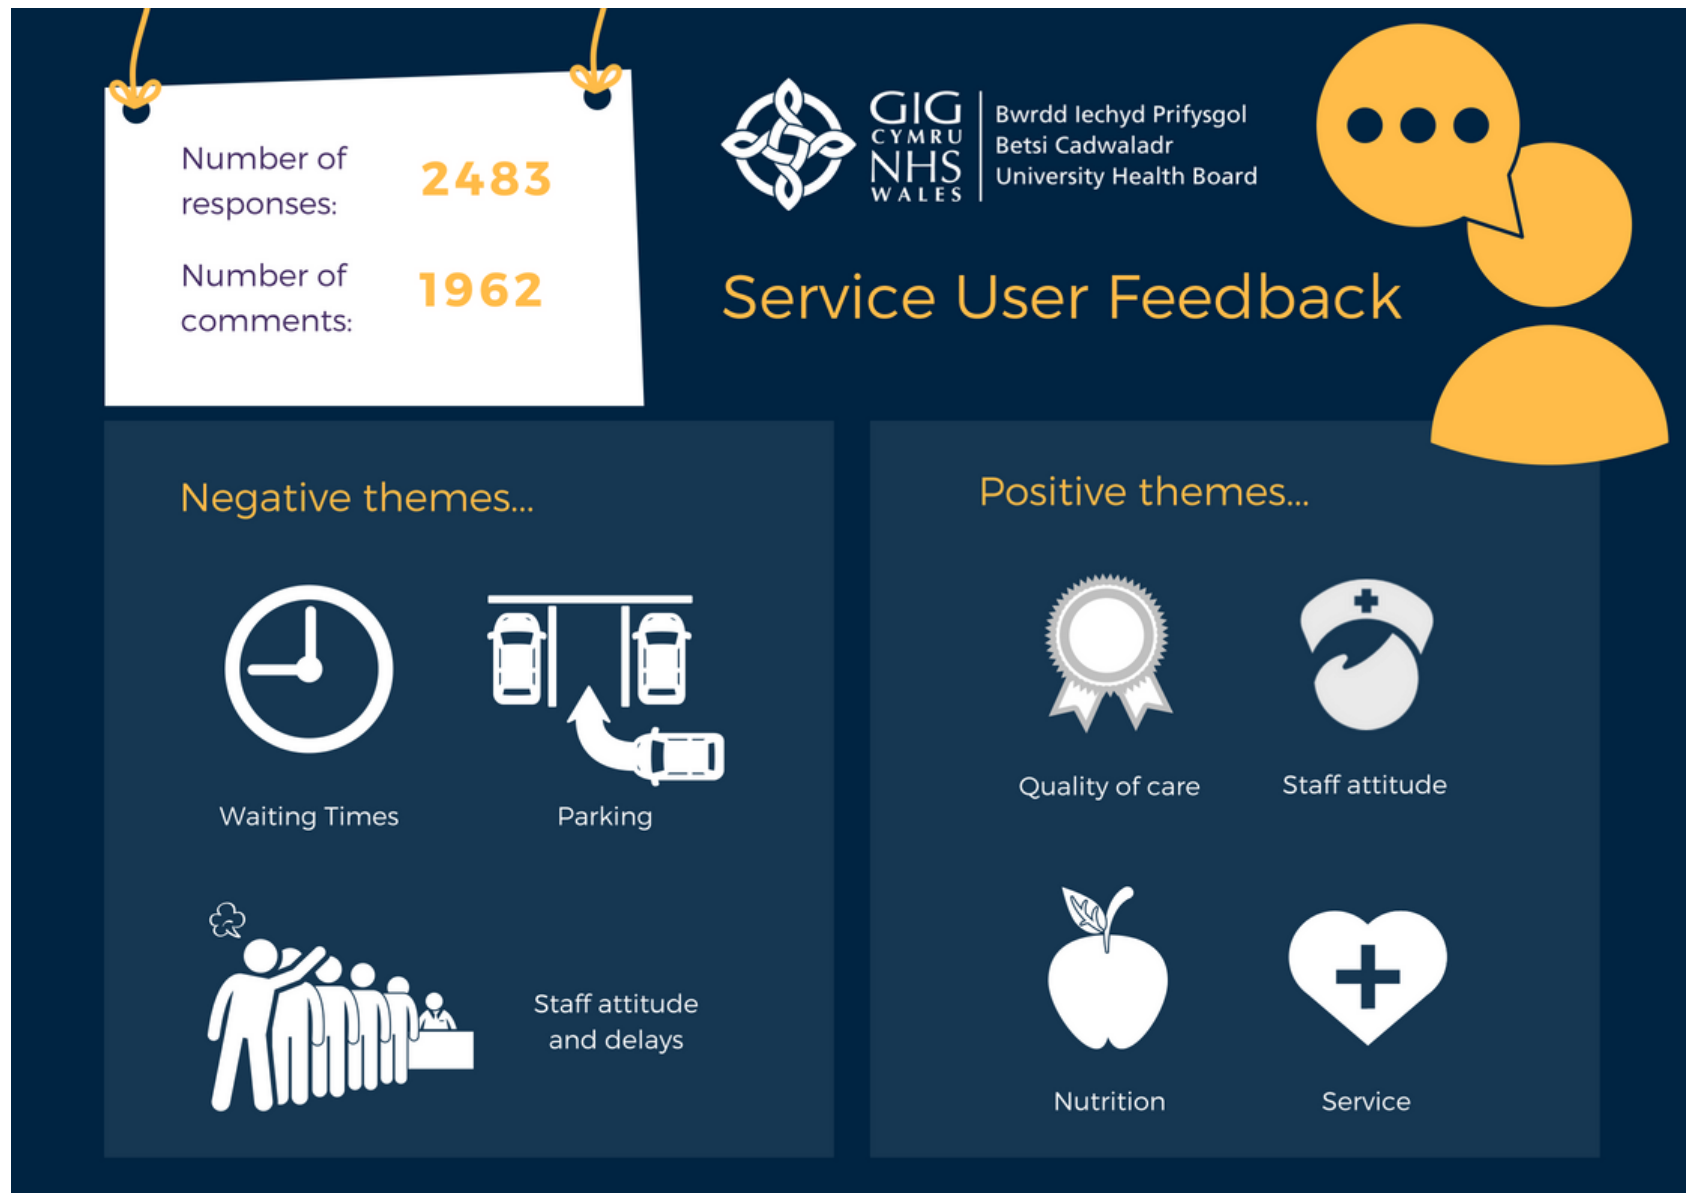 Number of
responses:
2483
Number of
comments:
1962
GIG
CYMRU
NHS
WALES
Bwrdd Iechyd Prifysgol
Betsi Cadwaladr
University Health Board
Service User Feedback
Negative themes...
Waiting Times
Parking
Staff attitude
and delays
Positive themes...
Quality of care
Staff attitude
Nutrition
Service